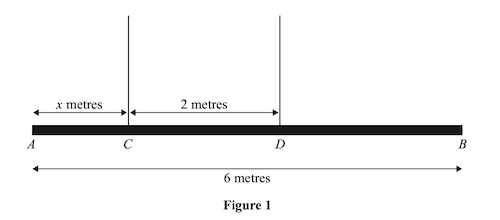 x metres 2 metres
A C D B
6 metres
Figure 1